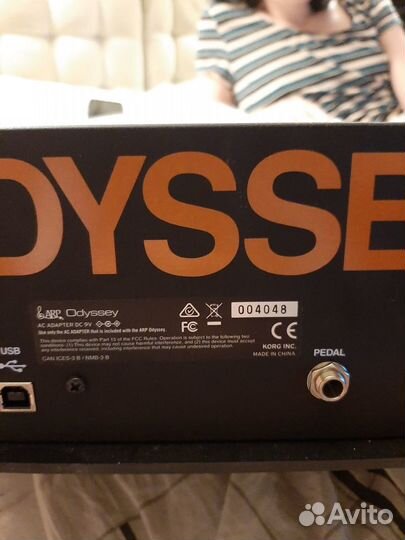 DYSSE
ARP Odyssey
004048
AC ADAPTER DC 9V
Use only the AC ADAPTER that is included with the ARP Odyssey.
This device complies with Part 15 of the FCC Rules. Operation is subject to the following two
conditions: (1) This device may not cause harmful interference, and (2) this device must accept
any interference received, including interference that may cause undesired operation.
CAN ICES-3 B / NMB-3 B
FC
CE
KORG INC.
MADE IN CHINA
USB
PEDAL
Avito